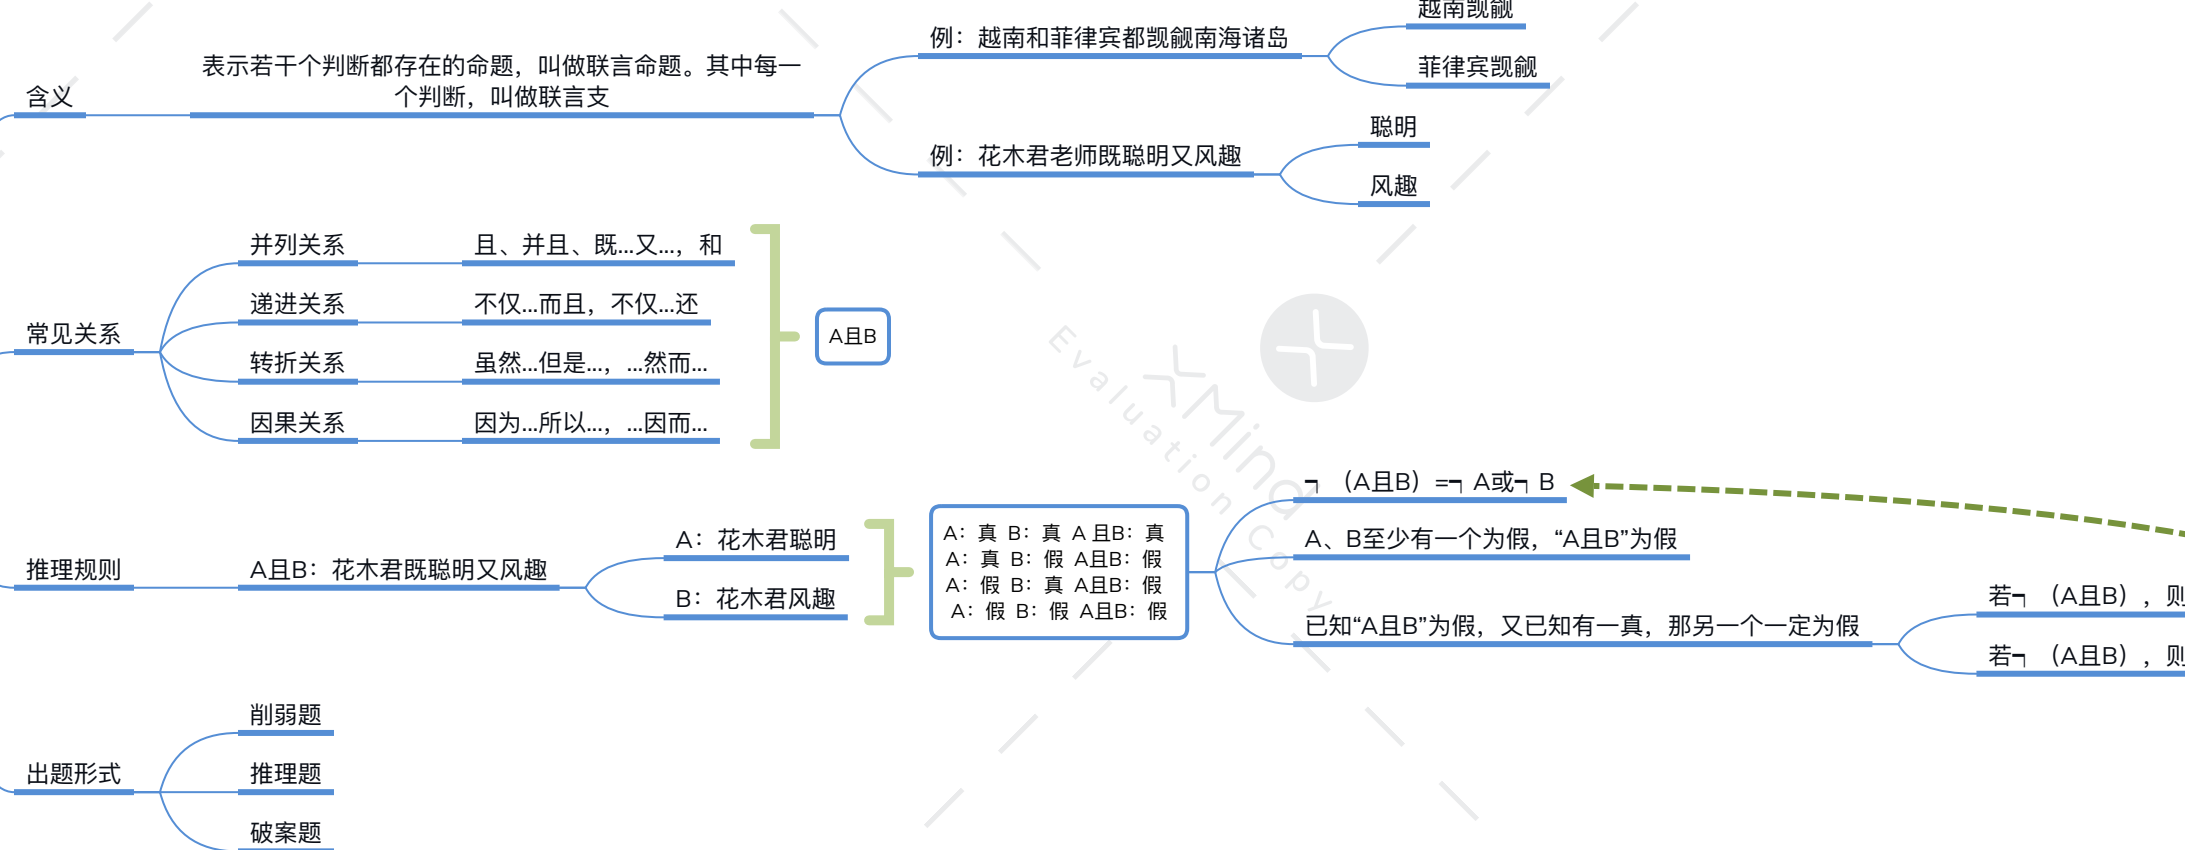 含义
表示若干个判断都存在的命题，叫做联言命题。其中每一
个判断，叫做联言支
例：越南和菲律宾都觊觎南海诸岛
越南觊觎
菲律宾觊觎
例：花木君老师既聪明又风趣
聪明
风趣
常见关系
并列关系
且、并且、既...又...，和
递进关系
不仅...而且，不仅...还
转折关系
虽然...但是...，...然而...
因果关系
因为...所以...，...因而...
A且B
推理规则
A且B：花木君既聪明又风趣
A：花木君聪明
B：花木君风趣
A：真 B：真 A 且B：真
A：真 B：假 A且B：假
A：假 B：真 A且B：假
A：假 B：假 A且B：假
¬（A且B）=¬ A或¬ B
A、B至少有一个为假，“A且B”为假
已知“A且B”为假，又已知有一真，那另一个一定为假
若¬（A且B），则
若¬（A且B），则
出题形式
削弱题
推理题
破案题
XMind
Evaluation Copy